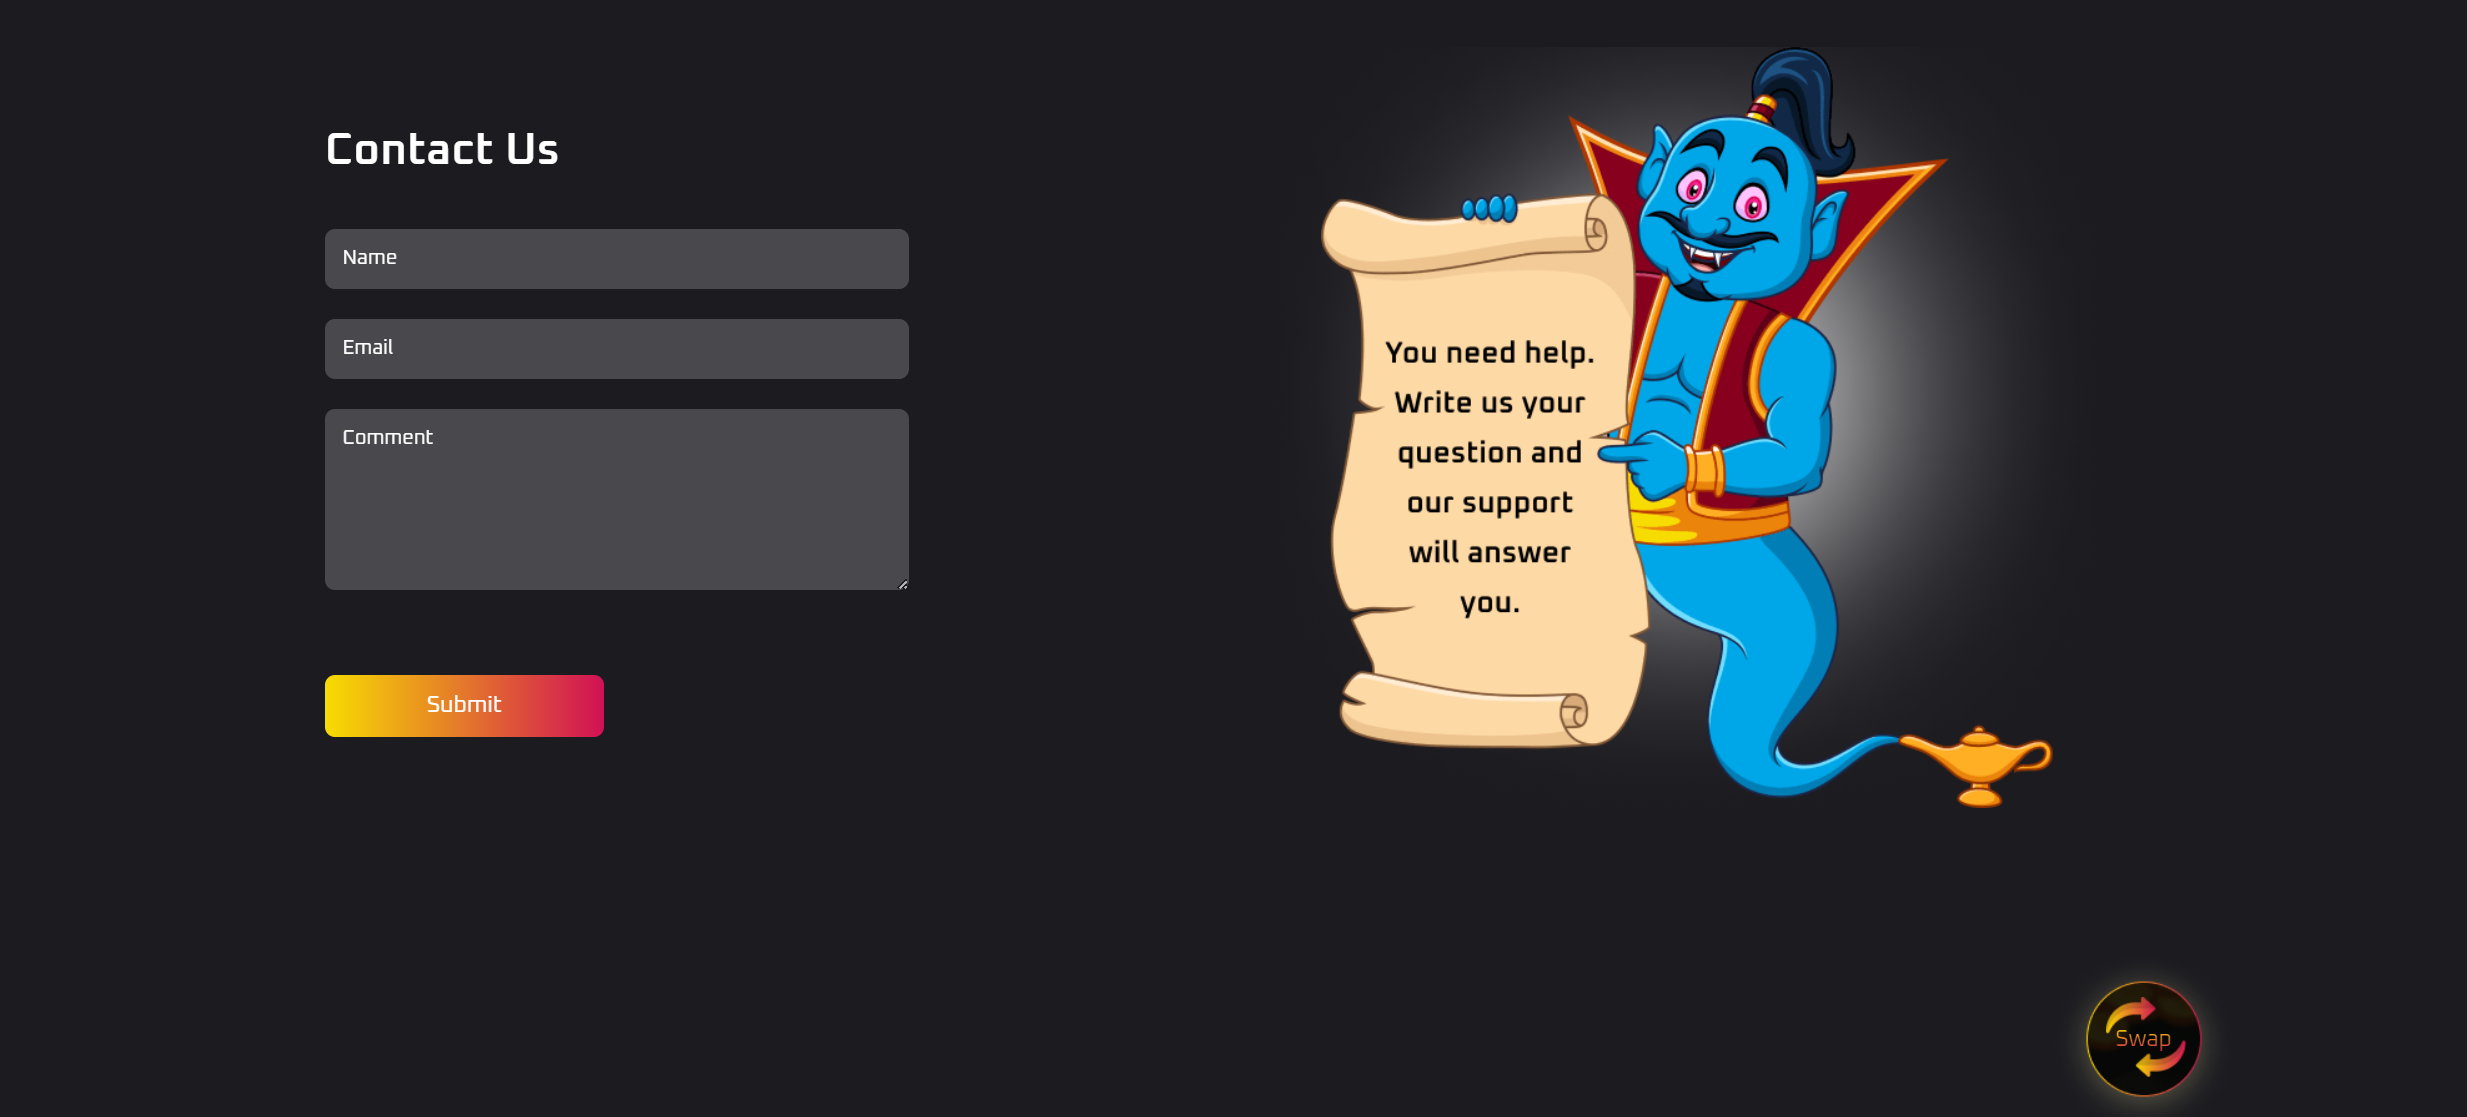 Contact Us
Name
Email
Comment
Submit
You need help.
Write us your
question and
our support
will answer
you.
Swap